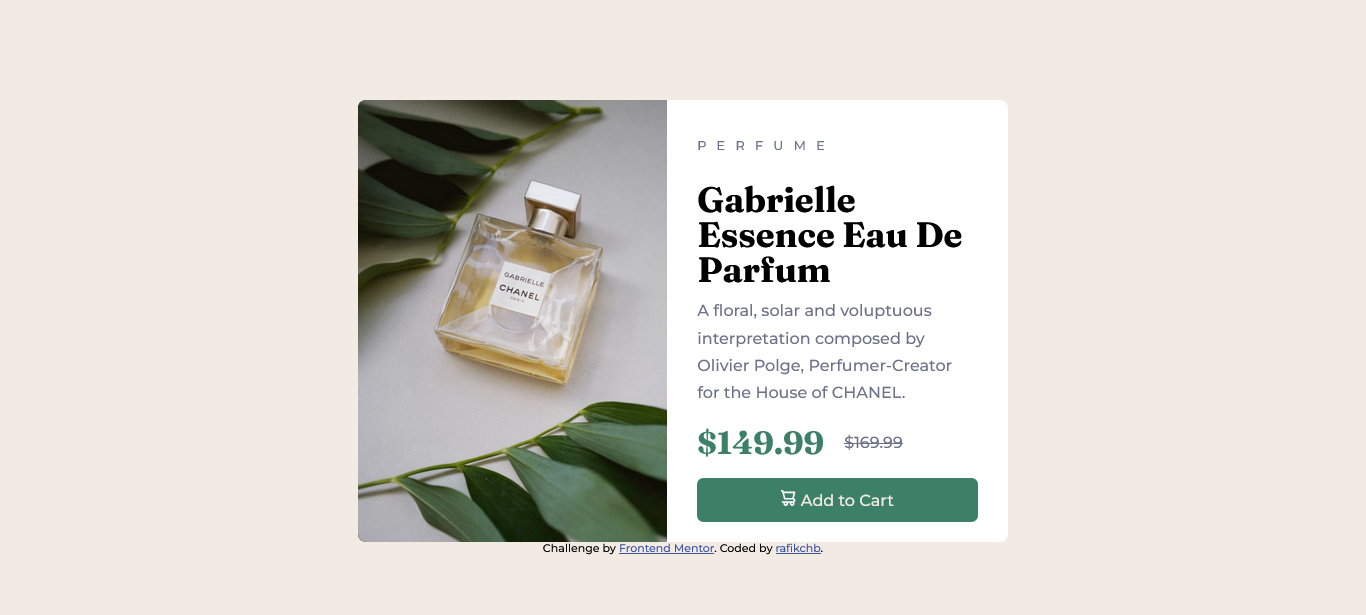 GABRIELLE
CHANEL
PARIS
P E R F U M E
Gabrielle
Essence Eau De
Parfum
A floral, solar and voluptuous
interpretation composed by
Olivier Polge, Perfumer-Creator
for the House of CHANEL.
$149.99 $169.99
Add to Cart
Challenge by Frontend Mentor. Coded by rafikchb.